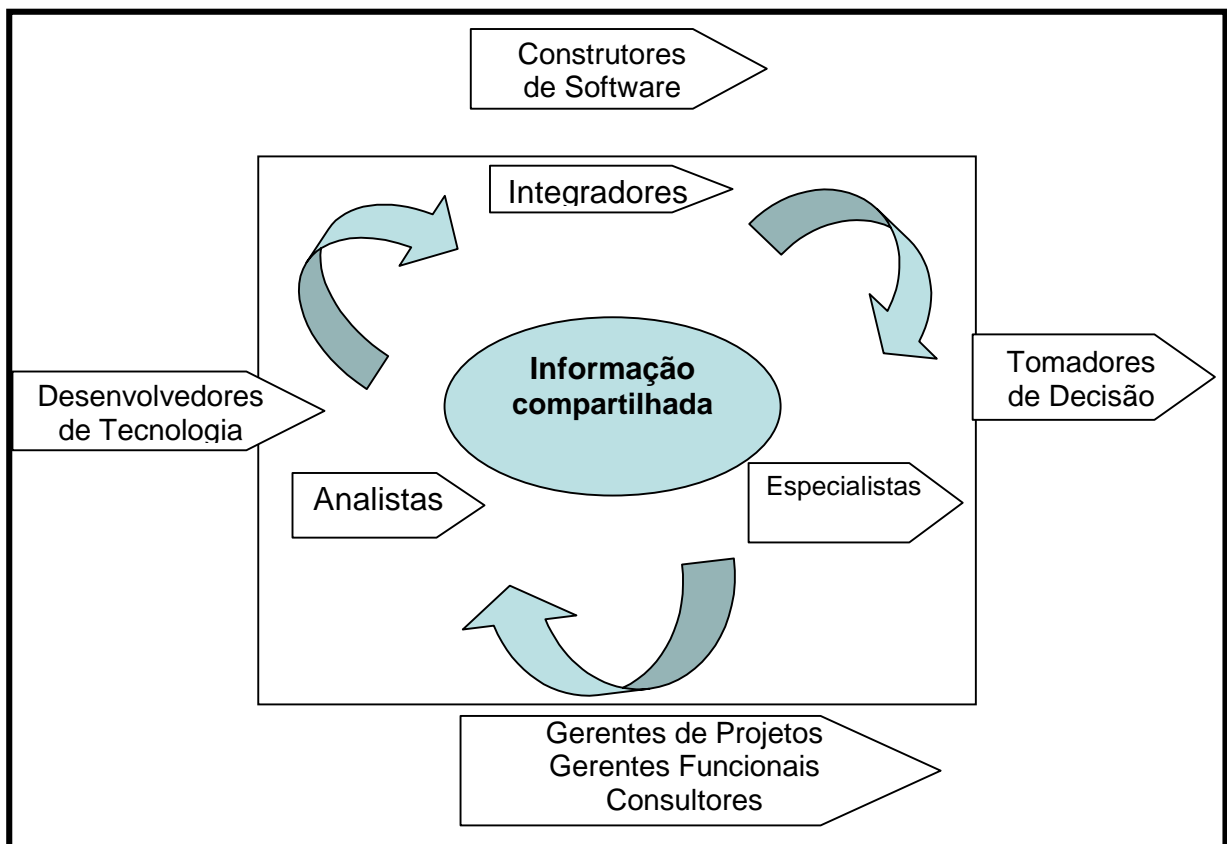 Construtores
de Software
Integradores
Informação
compartilhada
Tomadores
de Decisão
Desenvolvedores
de Tecnologia
Analistas
Especialistas
Gerentes de Projetos
Gerentes Funcionais
Consultores